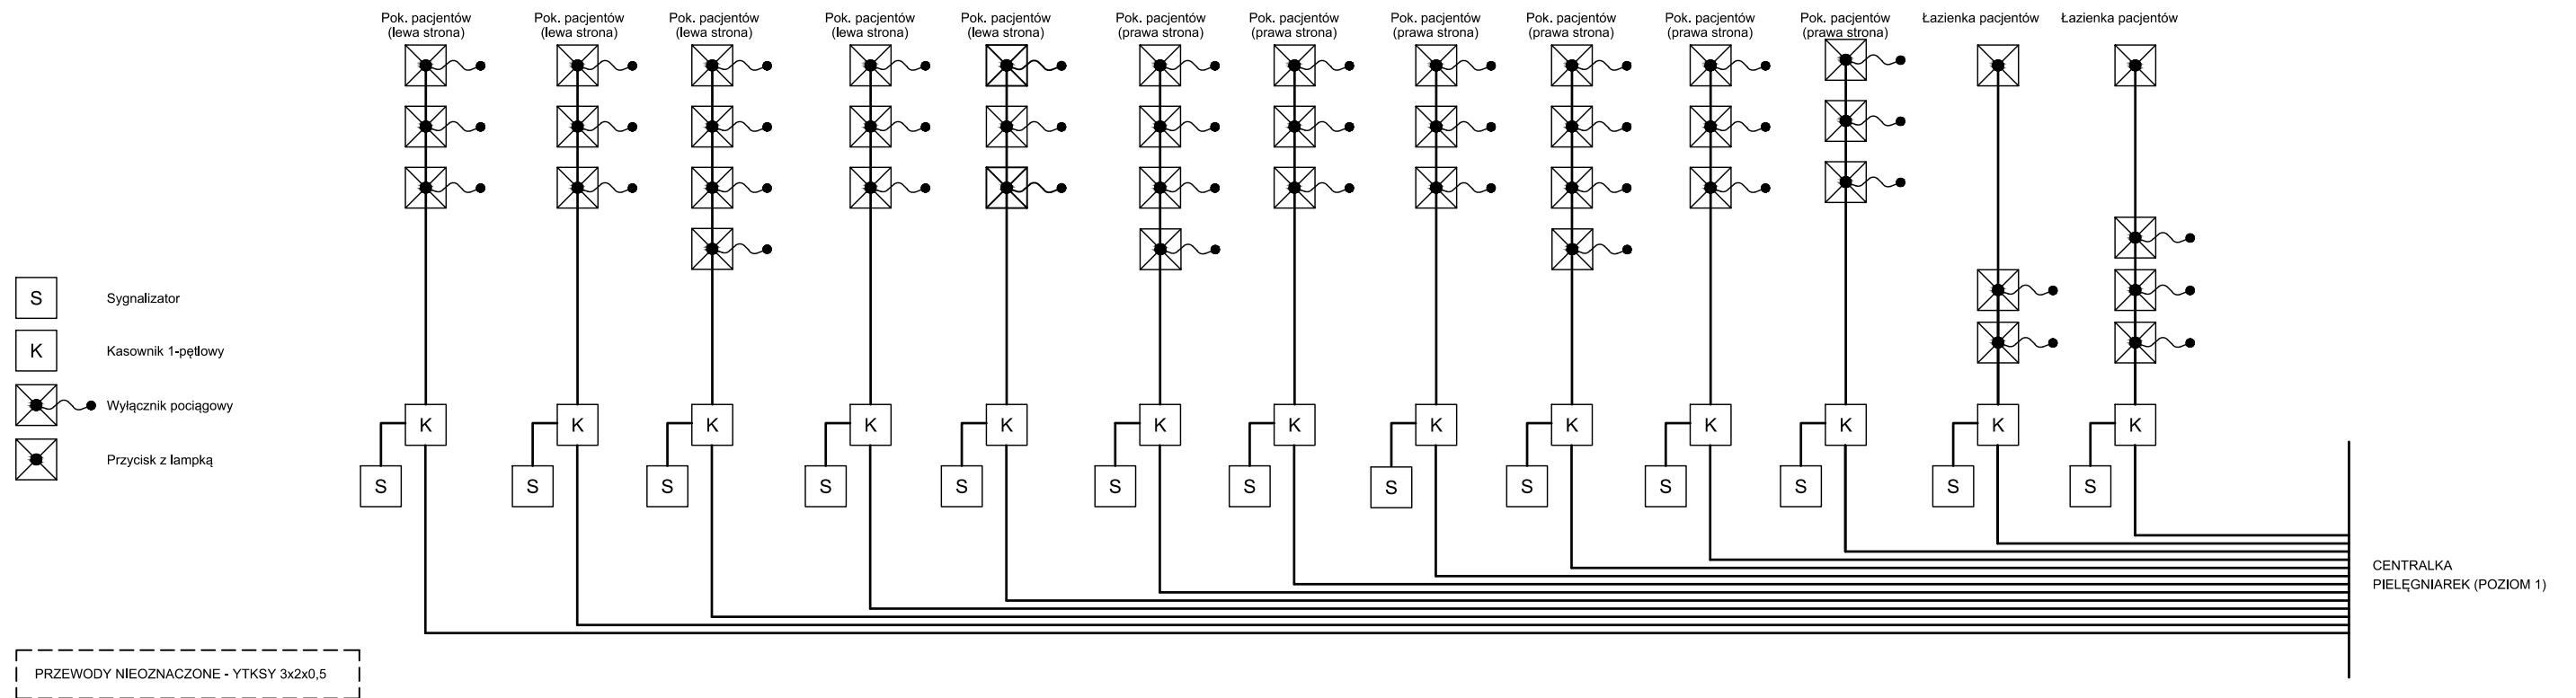 Pok. pacjentów
(lewa strona)
Pok. pacjentów
(lewa strona)
Pok. pacjentów
(lewa strona)
Pok. pacjentów
(lewa strona)
Pok. pacjentów
(lewa strona)
Pok. pacjentów
(prawa strona)
Pok. pacjentów
(prawa strona)
Pok. pacjentów
(prawa strona)
Pok. pacjentów
(prawa strona)
Pok. pacjentów
(prawa strona)
Pok. pacjentów
(prawa strona)
Łazienka pacjentów
Łazienka pacjentów
S Sygnalizator
K Kasownik 1-pętlowy
Wyłącznik pociągowy
Przycisk z lampką
K K K K K K K K K K K K K
S S S S S S S S S S S S S
CENTRALKA
PIELĘGNIAREK (POZIOM 1)
PRZEWODY NIEOZNACZONE - YTKSY 3x2x0,5